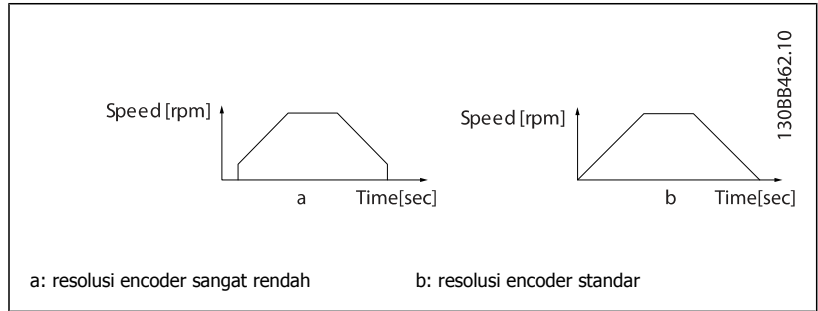 130BB462.10
Speed [rpm]
a
Time[sec]
Speed [rpm]
b
Time[sec]
a: resolusi encoder sangat rendah
b: resolusi encoder standar